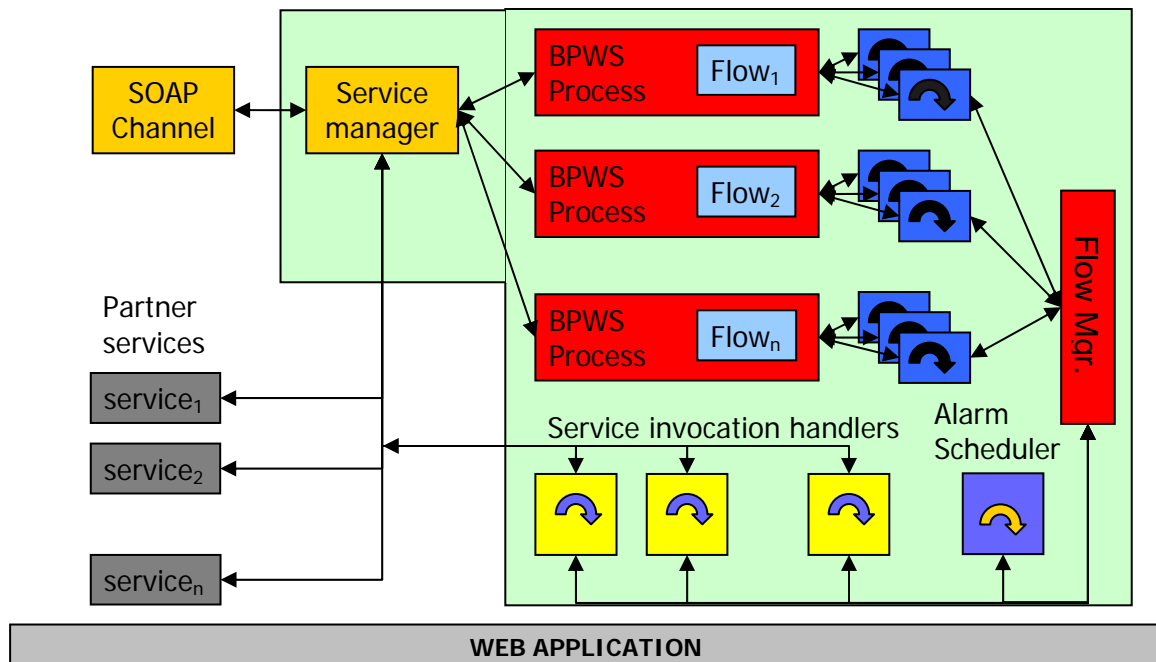 SOAP
Channel
Service
manager
BPWS
Process
Flow₁
BPWS
Process
Flow₂
BPWS
Process
Flowₙ
Flow Mgr.
Partner
services
service₁
service₂
serviceₙ
Service invocation handlers
Alarm
Scheduler
WEB APPLICATION